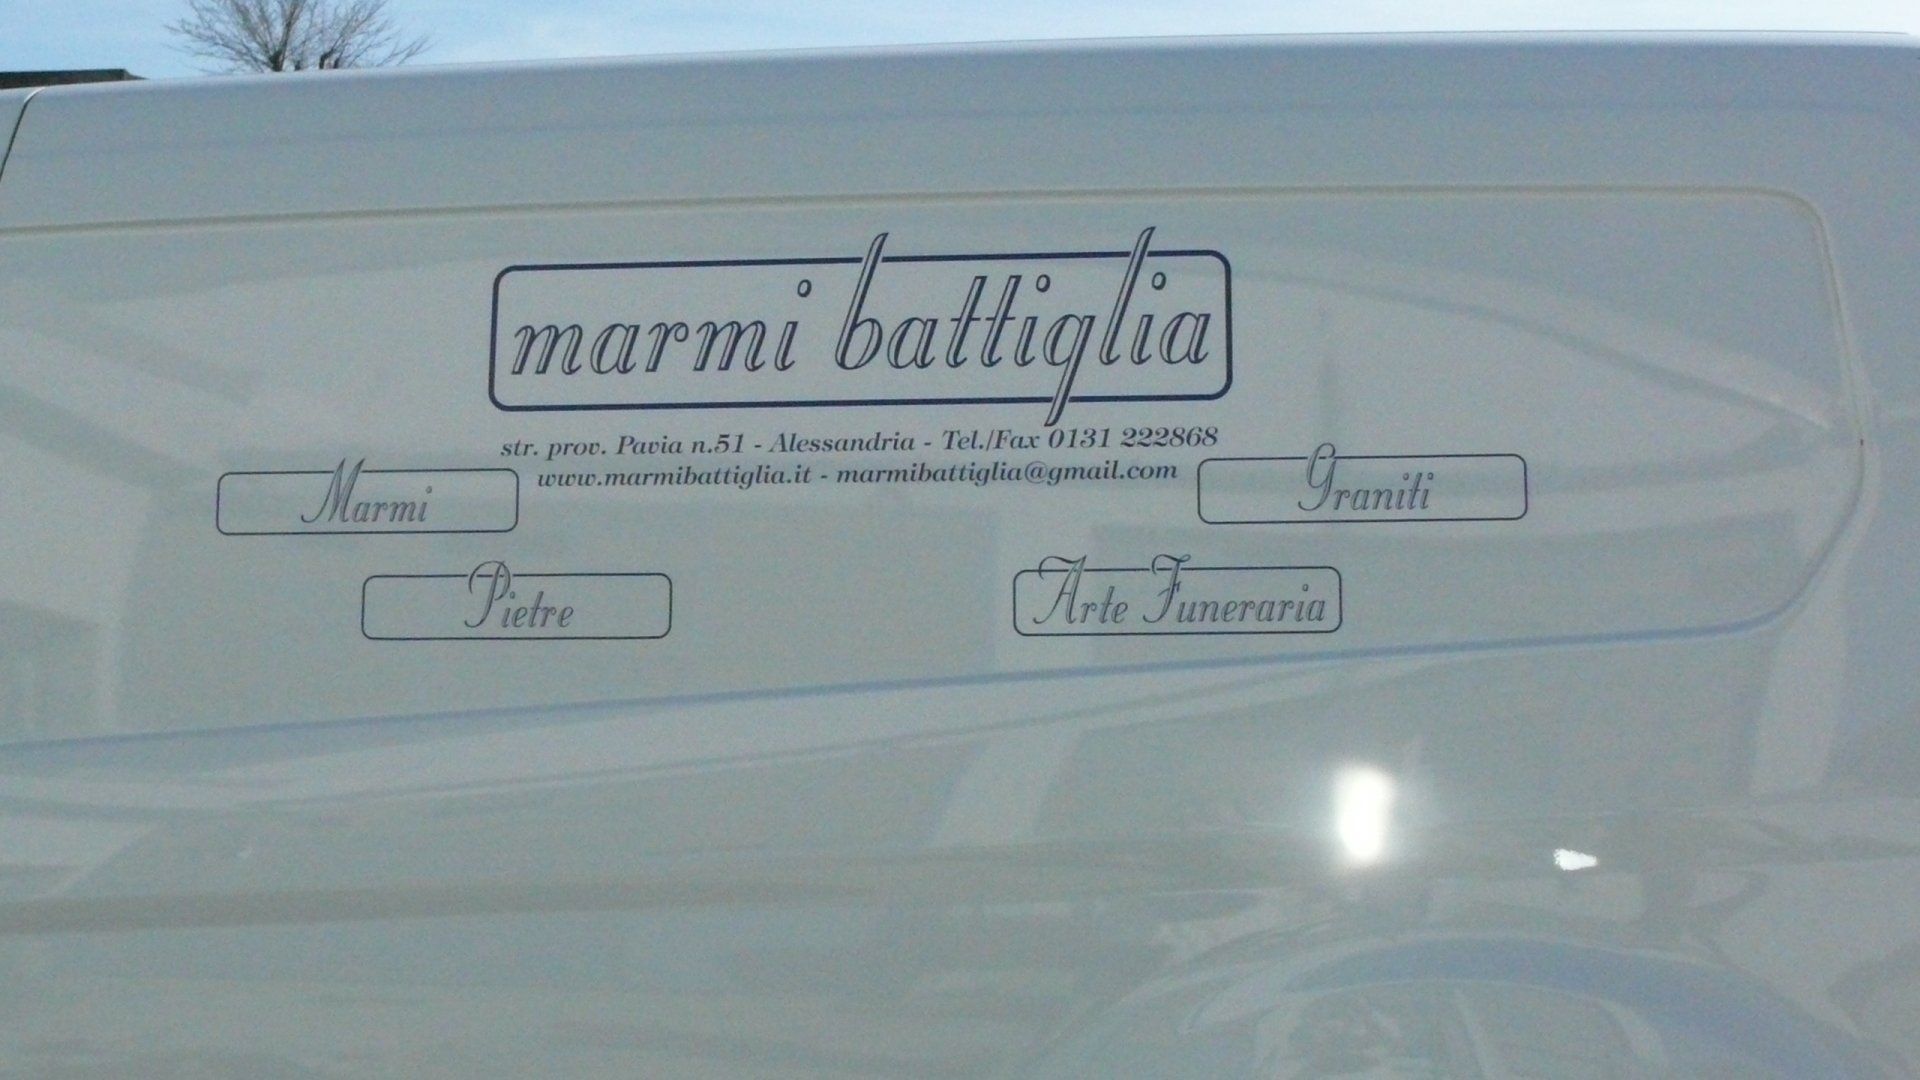 marmi battiglia
str. prov. Pavia n.51 - Alessandria - Tel./Fax 0131 222868
www.marmibattiglia.it - marmibattiglia@gmail.com
Marmi
Graniti
Pietre
Arte Funeraria